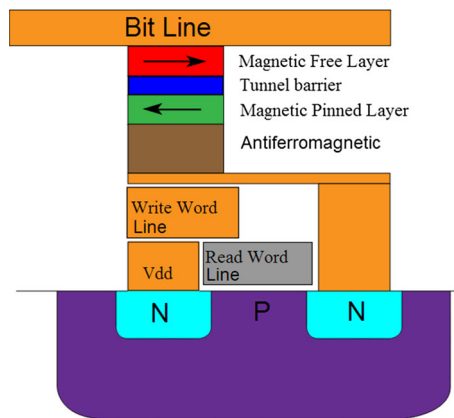 Bit Line
Magnetic Free Layer
Tunnel barrier
Magnetic Pinned Layer
Antiferromagnetic
Write Word
Line
Vdd
Read Word
Line
N
P
N